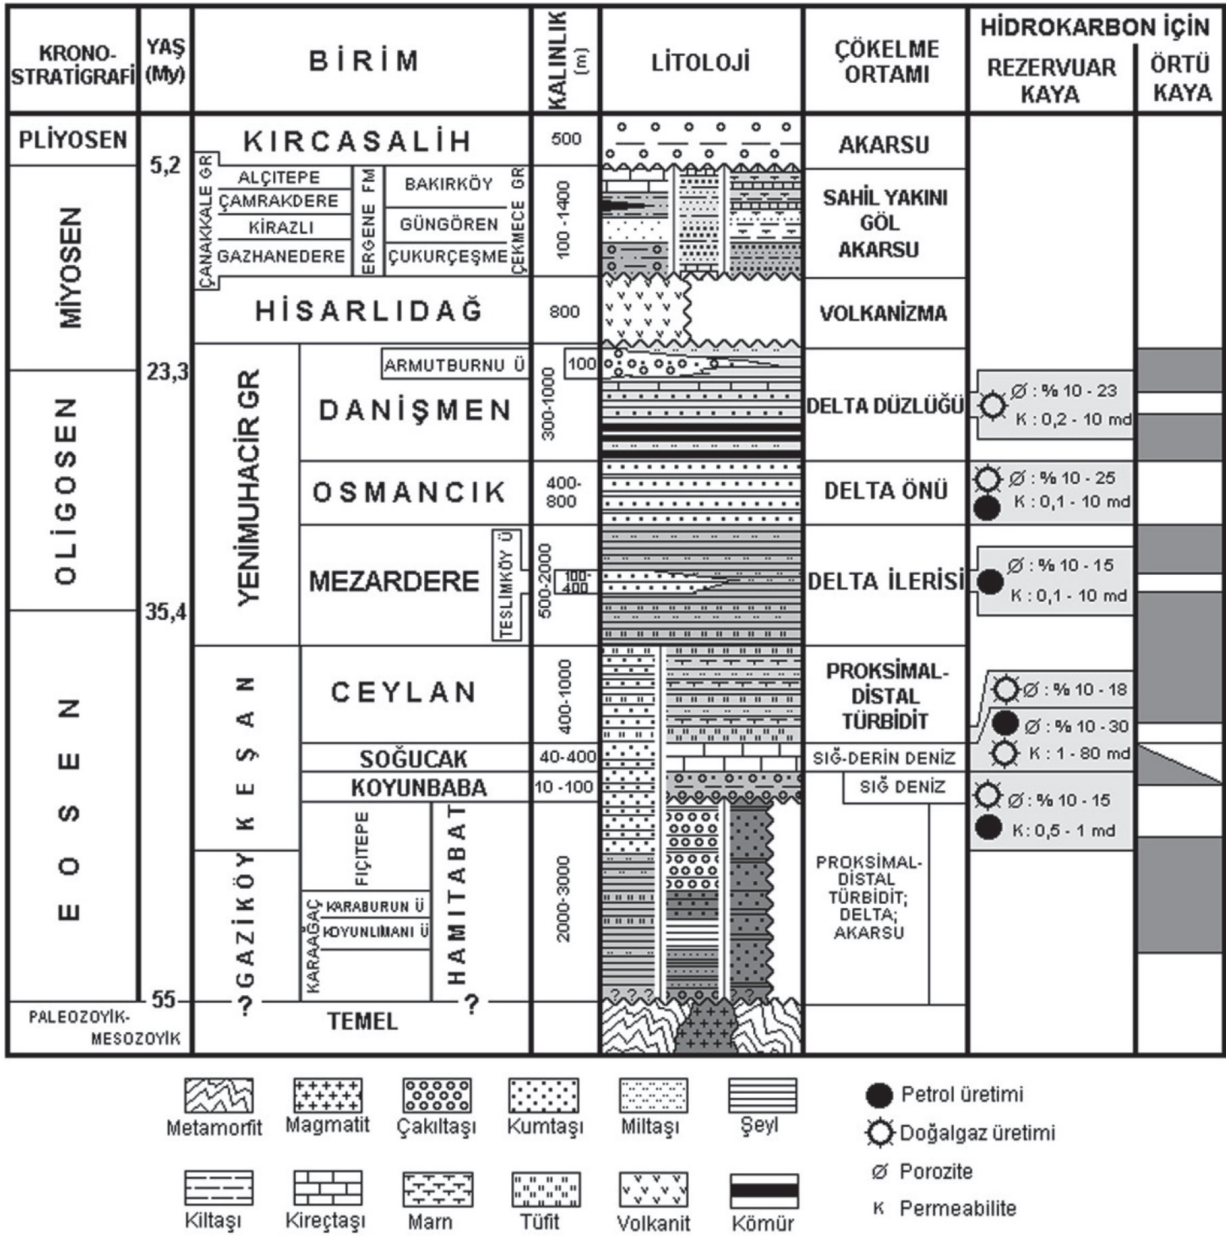 KRONO-
STRATİGRAFİ
YAŞ
(My)
BİRİM
KALINLIK
(m)
LİTOLOJİ
ÇÖKELME
ORTAMI
HİDROKARBON İÇİN
REZERVUAR
KAYA
ÖRTÜ
KAYA
PLİYOSEN
5,2
KIRCASALİH
500
AKARSU
MİYOSEN
ÇANAKKALE GR
ALÇITEPE
ÇAMRAKDERE
KİRAZLI
GAZHANEDERE
ERGENE FM
BAKIRKÖY
GÜNGÖREN
ÇUKURÇEŞME
ÇEKMECE GR
100 -1400
SAHİL YAKINI
GÖL
AKARSU
HİSARLIDAĞ
800
VOLKANİZMA
23,3
OLİGOSEN
YENİMUHACİR GR
ARMUTBURNU Ü
100
DANİŞMEN
300-1000
DELTA DÜZLÜĞÜ
Ø : % 10 - 23
K : 0,2 - 10 md
OSMANCIK
400-
800
DELTA ÖNÜ
Ø : % 10 - 25
K : 0,1 - 10 md
MEZARDERE
TESLİMKÖY Ü
500-2000
100-
400
DELTA İLERİSİ
Ø : % 10 - 15
K : 0,1 - 10 md
35,4
EOSEN
KEŞAN
CEYLAN
400-1000
PROKSİMAL-
DİSTAL
TÜRBİDİT
Ø : % 10 - 18
Ø : % 10 - 30
K : 1 - 80 md
SOĞUCAK
40-400
SIĞ-DERİN DENİZ
KOYUNBABA
10 -100
SIĞ DENİZ
Ø : % 10 - 15
K : 0,5 - 1 md
GAZİKÖY
FIÇITEPE
KARAAĞAÇ
KARABURUN Ü
KOYUNLIMANI Ü
HAMITABAT
2000-3000
PROKSİMAL-
DİSTAL
TÜRBİDİT;
DELTA;
AKARSU
55
?
?
? ? ? ?
? ? ?
PALEOZOYİK-
MESOZOYİK
TEMEL
Metamorfit
Magmatit
Çakıltaşı
Kumtaşı
Miltaşı
Şeyl
Kiltaşı
Kireçtaşı
Marn
Tüfit
Volkanit
Kömür
Petrol üretimi
Doğalgaz üretimi
Ø Porozite
K Permeabilite